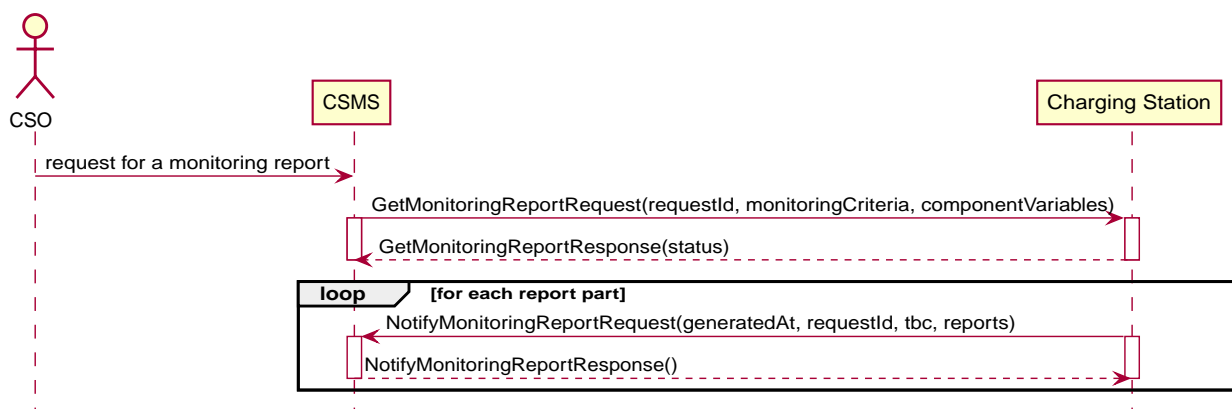 CSO
CSMS
Charging Station
request for a monitoring report
GetMonitoringReportRequest(requestId, monitoringCriteria, componentVariables)
GetMonitoringReportResponse(status)
loop [for each report part]
NotifyMonitoringReportRequest(generatedAt, requestId, tbc, reports)
NotifyMonitoringReportResponse()